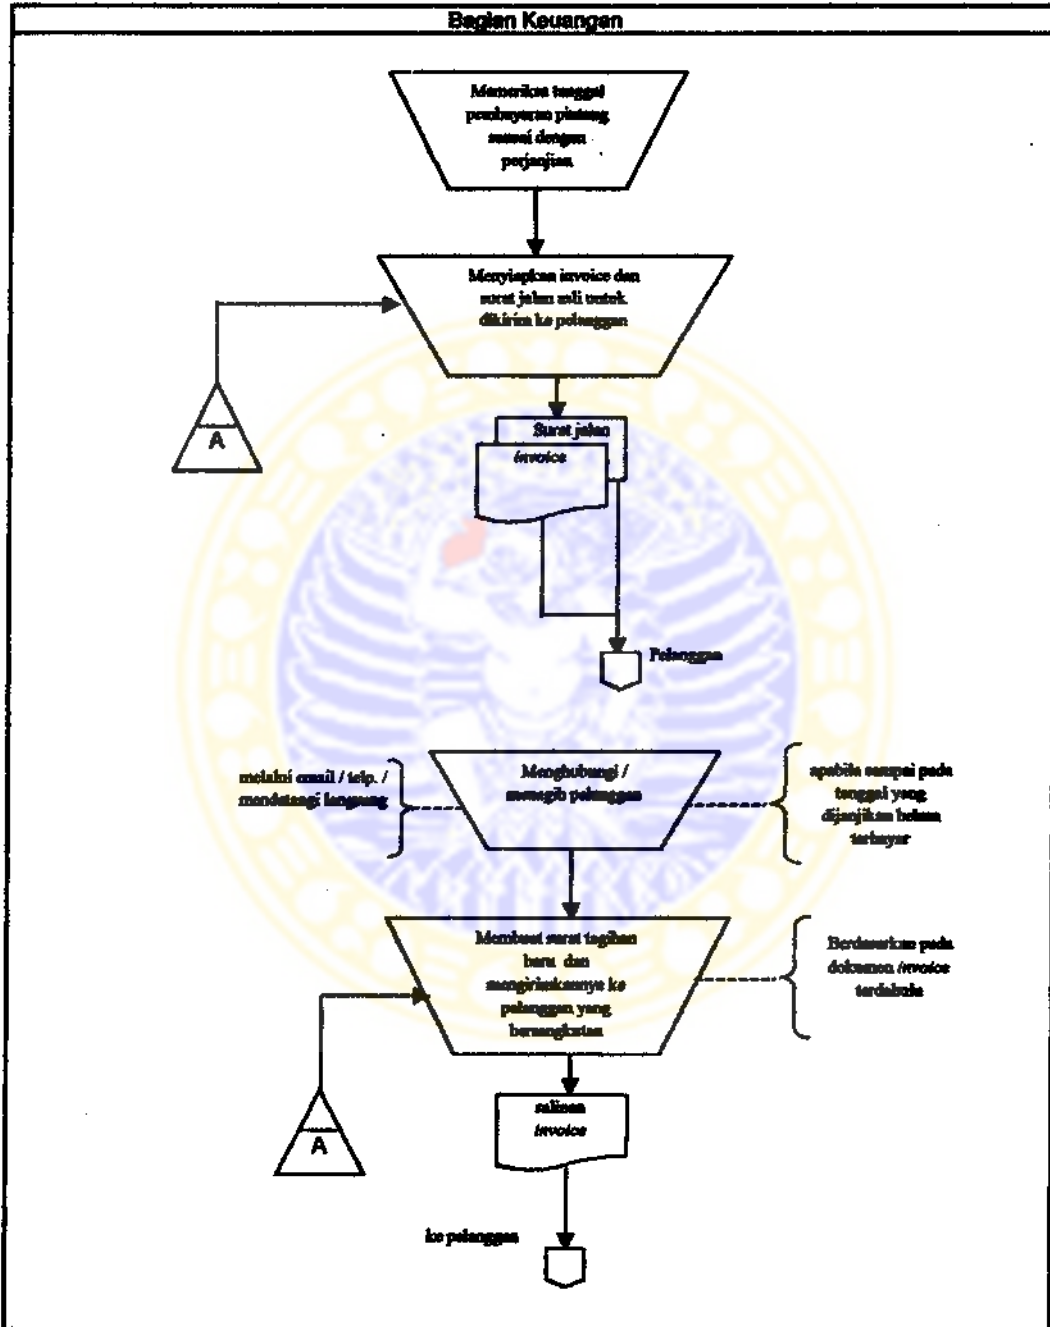 Bagian Keuangan
Memeriksa tanggal
pembayaran piutang
sesuai dengan
perjanjian
Menyiapkan invoice dan
surat jalan asli untuk
dikirim ke pelanggan
A
Surat jalan
invoice
Pelanggan
melalui email / telp. /
mendatangi langsung
Menghubungi /
menagih pelanggan
apabila sampai pada
tanggal yang
dijanjikan belum
terbayar
Membuat surat tagihan
baru dan
mengirimkannya ke
pelanggan yang
bersangkutan
Berdasarkan pada
dokumen invoice
terdahulu
A
salinan
invoice
ke pelanggan